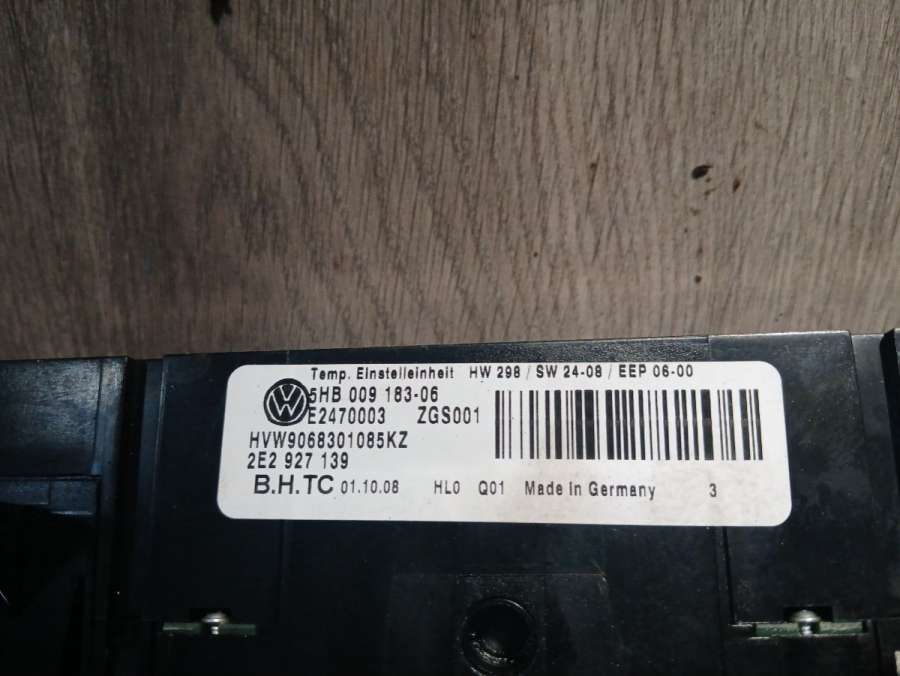 Temp. Einstelleinheit HW 298 / SW 24-08 / EEP 06-00
5HB 009 183-06
E2470003 ZGS001
HVW9068301085KZ
2E2 927 139
B.H.TC 01.10.08 HL0 Q01 Made in Germany 3